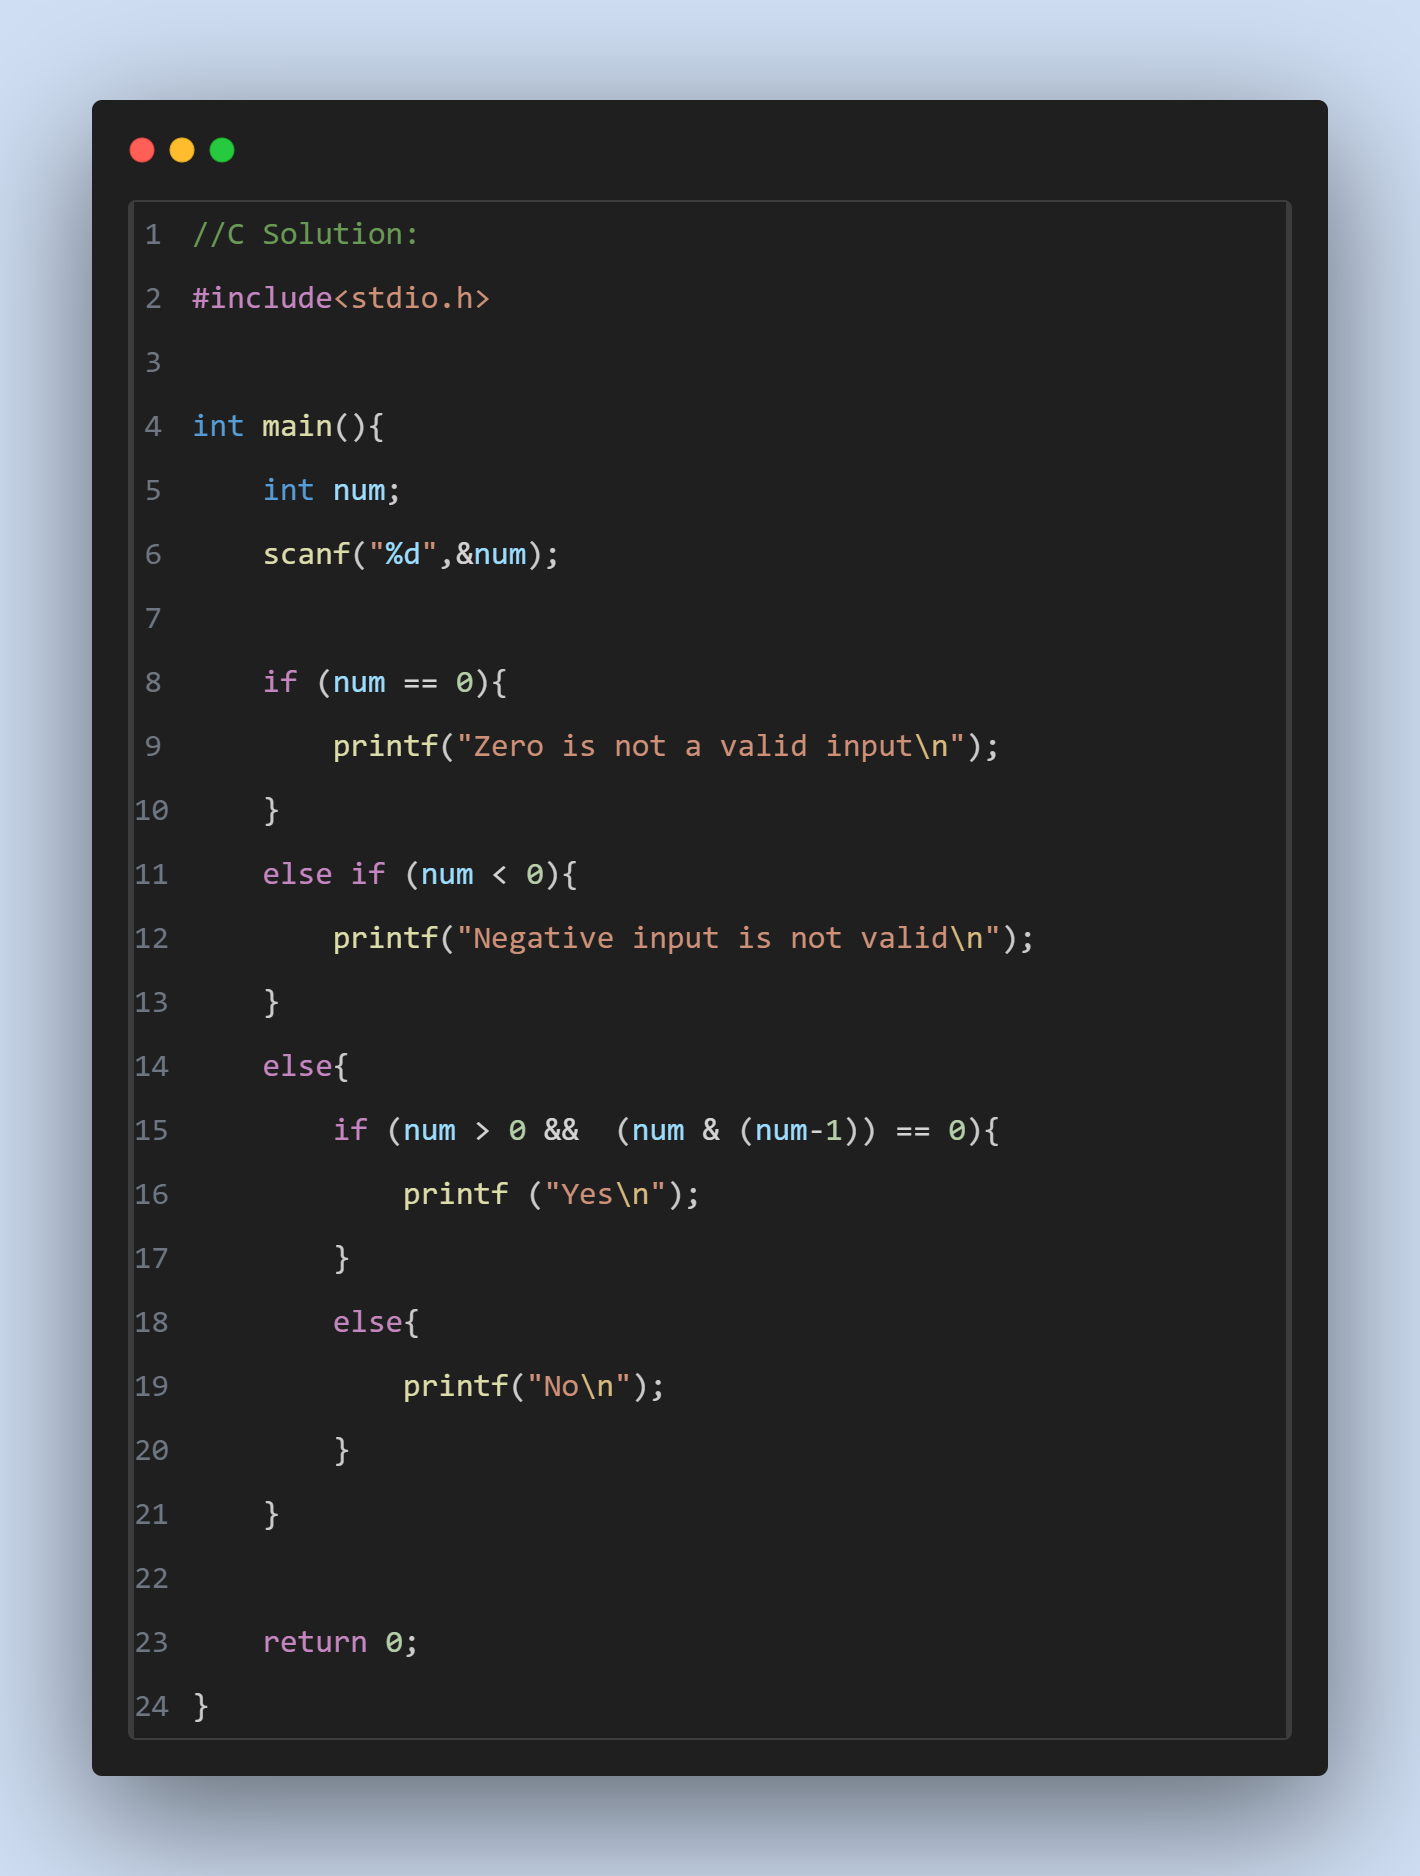 1 //C Solution:
2 #include<stdio.h>
3
4 int main(){
5     int num;
6     scanf("%d",&num);
7
8     if (num == 0){
9         printf("Zero is not a valid input\n");
10     }
11     else if (num < 0){
12         printf("Negative input is not valid\n");
13     }
14     else{
15         if (num > 0 &&  (num & (num-1)) == 0){
16             printf ("Yes\n");
17         }
18         else{
19             printf("No\n");
20         }
21     }
22
23     return 0;
24 }